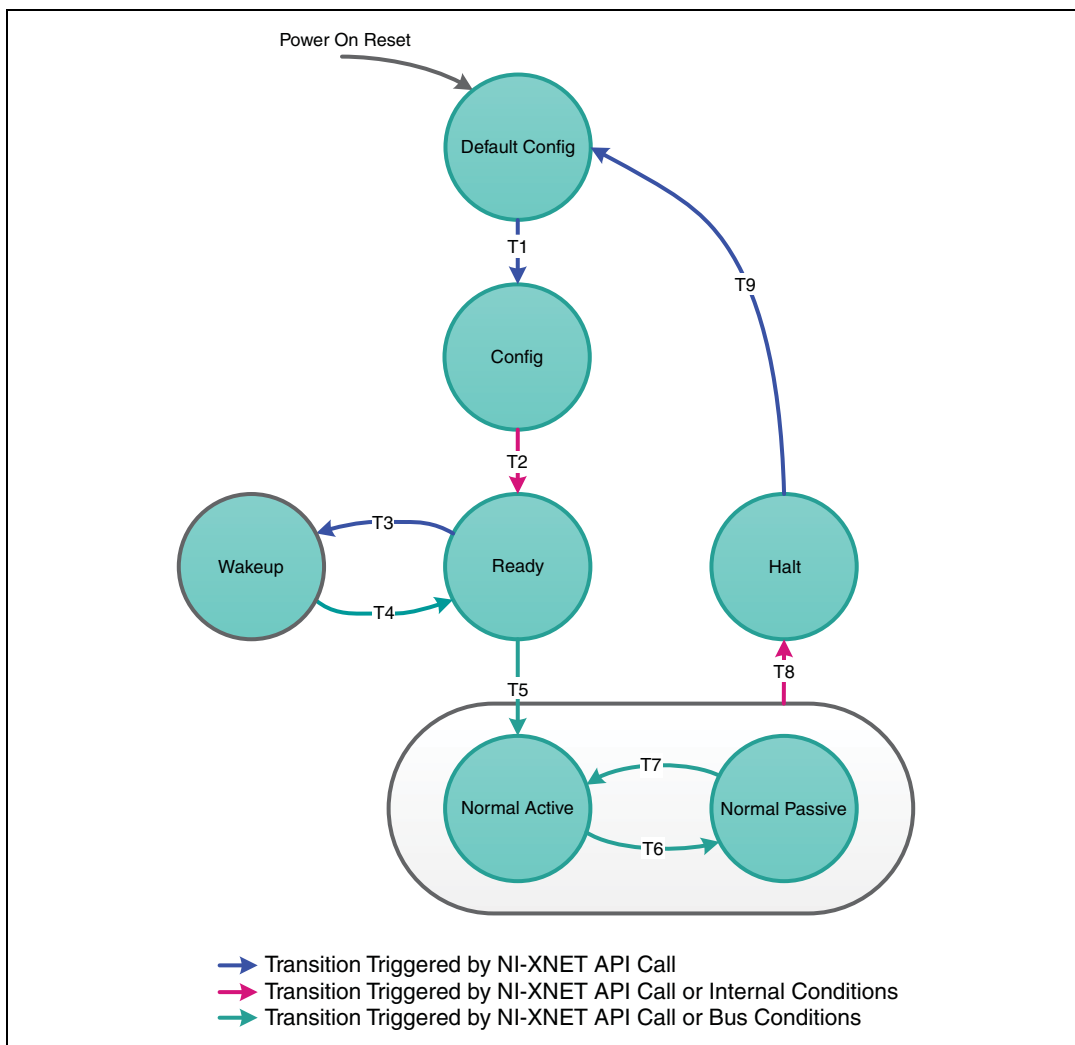 Power On Reset
Default Config
T1
T9
Config
T2
T3
Wakeup
Ready
Halt
T4
T8
T5
T7
Normal Active
Normal Passive
T6
Transition Triggered by NI-XNET API Call
Transition Triggered by NI-XNET API Call or Internal Conditions
Transition Triggered by NI-XNET API Call or Bus Conditions